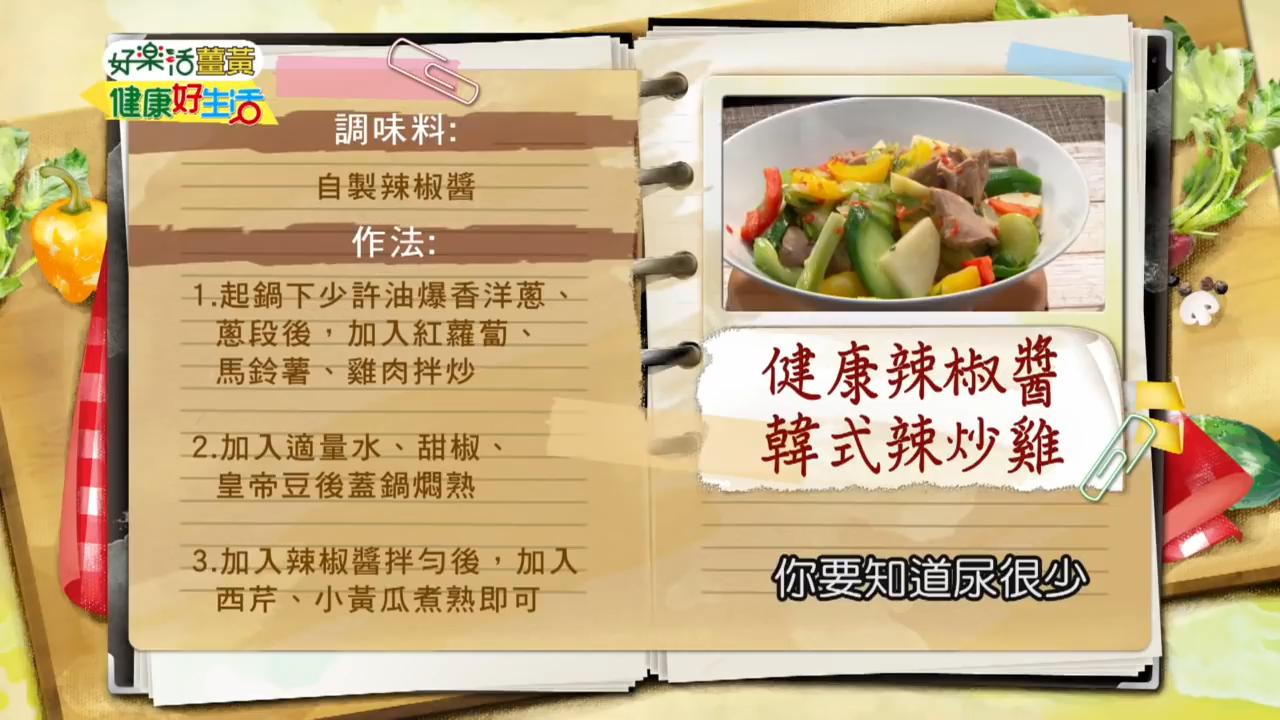 好樂活薑黃
健康好生活
調味料:
自製辣椒醬
作法:
1.起鍋下少許油爆香洋蔥、
蔥段後，加入紅蘿蔔、
馬鈴薯、雞肉拌炒
2.加入適量水、甜椒、
皇帝豆後蓋鍋燜熟
3.加入辣椒醬拌勻後，加入
西芹、小黃瓜煮熟即可
健康辣椒醬
韓式辣炒雞
你要知道尿很少